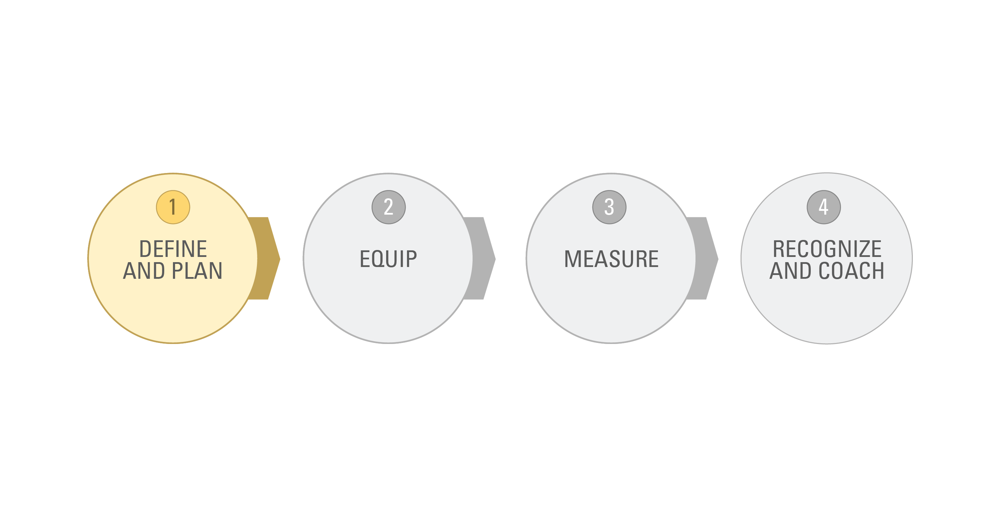 1
DEFINE
AND PLAN
2
EQUIP
3
MEASURE
4
RECOGNIZE
AND COACH